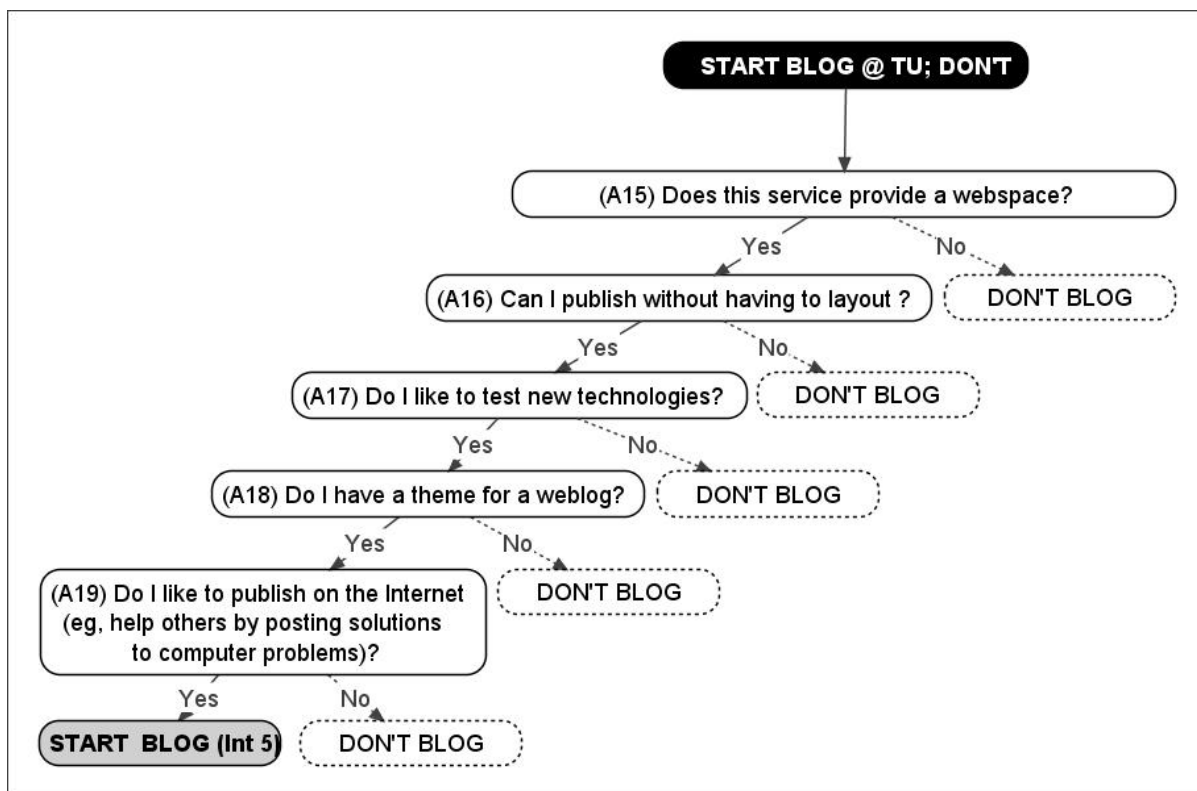 START BLOG @ TU; DON'T
(A15) Does this service provide a webspace?
Yes
No
(A16) Can I publish without having to layout ?
DON'T BLOG
Yes
No
(A17) Do I like to test new technologies?
DON'T BLOG
Yes
No
(A18) Do I have a theme for a weblog?
DON'T BLOG
Yes
No
(A19) Do I like to publish on the Internet
(eg, help others by posting solutions
to computer problems)?
DON'T BLOG
Yes
No
START BLOG (Int 5)
DON'T BLOG